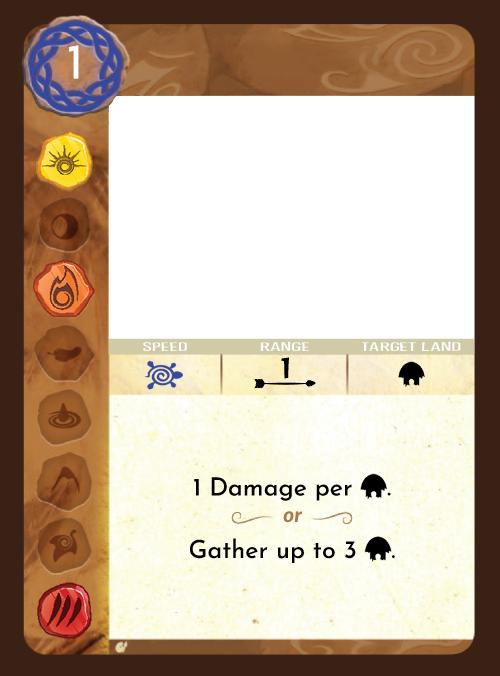 1
SPEED RANGE TARGET LAND
1
1 Damage per .
or
Gather up to 3 .